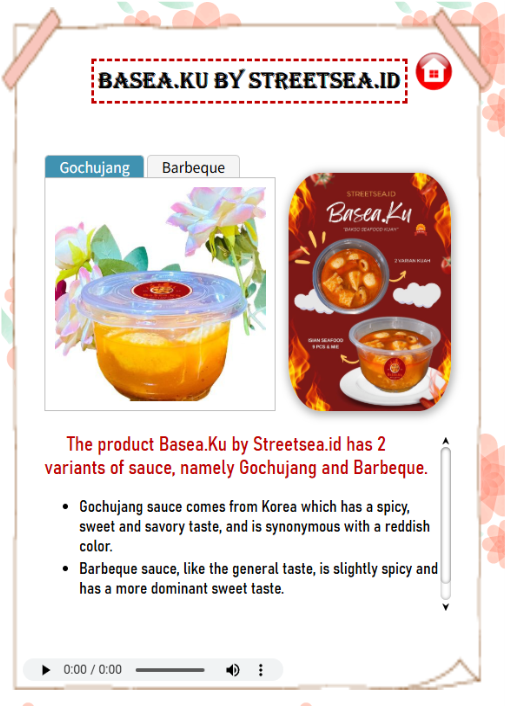 BASEA.KU BY STREETSEA.ID
Gochujang
Barbeque
STREETSEA.ID
Basea.Ku
"BAKSO SEAFOOD KUAH"
2 VARIAN KUAH
ISIAN SEAFOOD
9 PCS & MIE
The product Basea.Ku by Streetsea.id has 2
variants of sauce, namely Gochujang and Barbeque.
• Gochujang sauce comes from Korea which has a spicy,
sweet and savory taste, and is synonymous with a reddish
color.
• Barbeque sauce, like the general taste, is slightly spicy and
has a more dominant sweet taste.
0:00 / 0:00